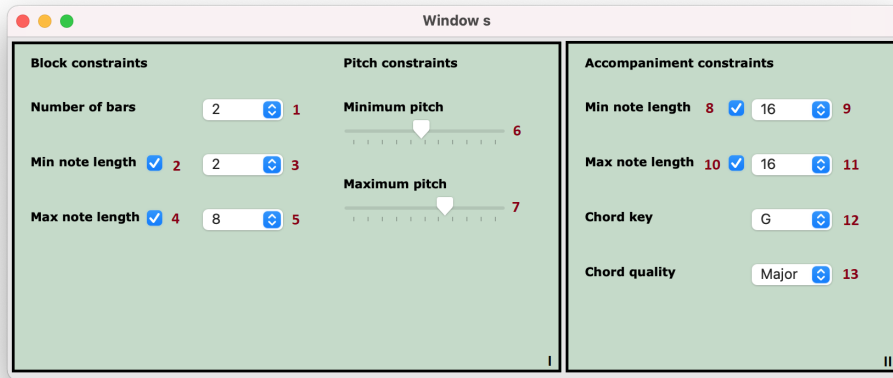 Window s
Block constraints
Pitch constraints
Accompaniment constraints
Number of bars 2 1
Minimum pitch
Min note length 8 16 9
6
Min note length 2 2 3
Max note length 10 16 11
Maximum pitch
7
Max note length 4 8 5
Chord key G 12
Chord quality Major 13
I
II